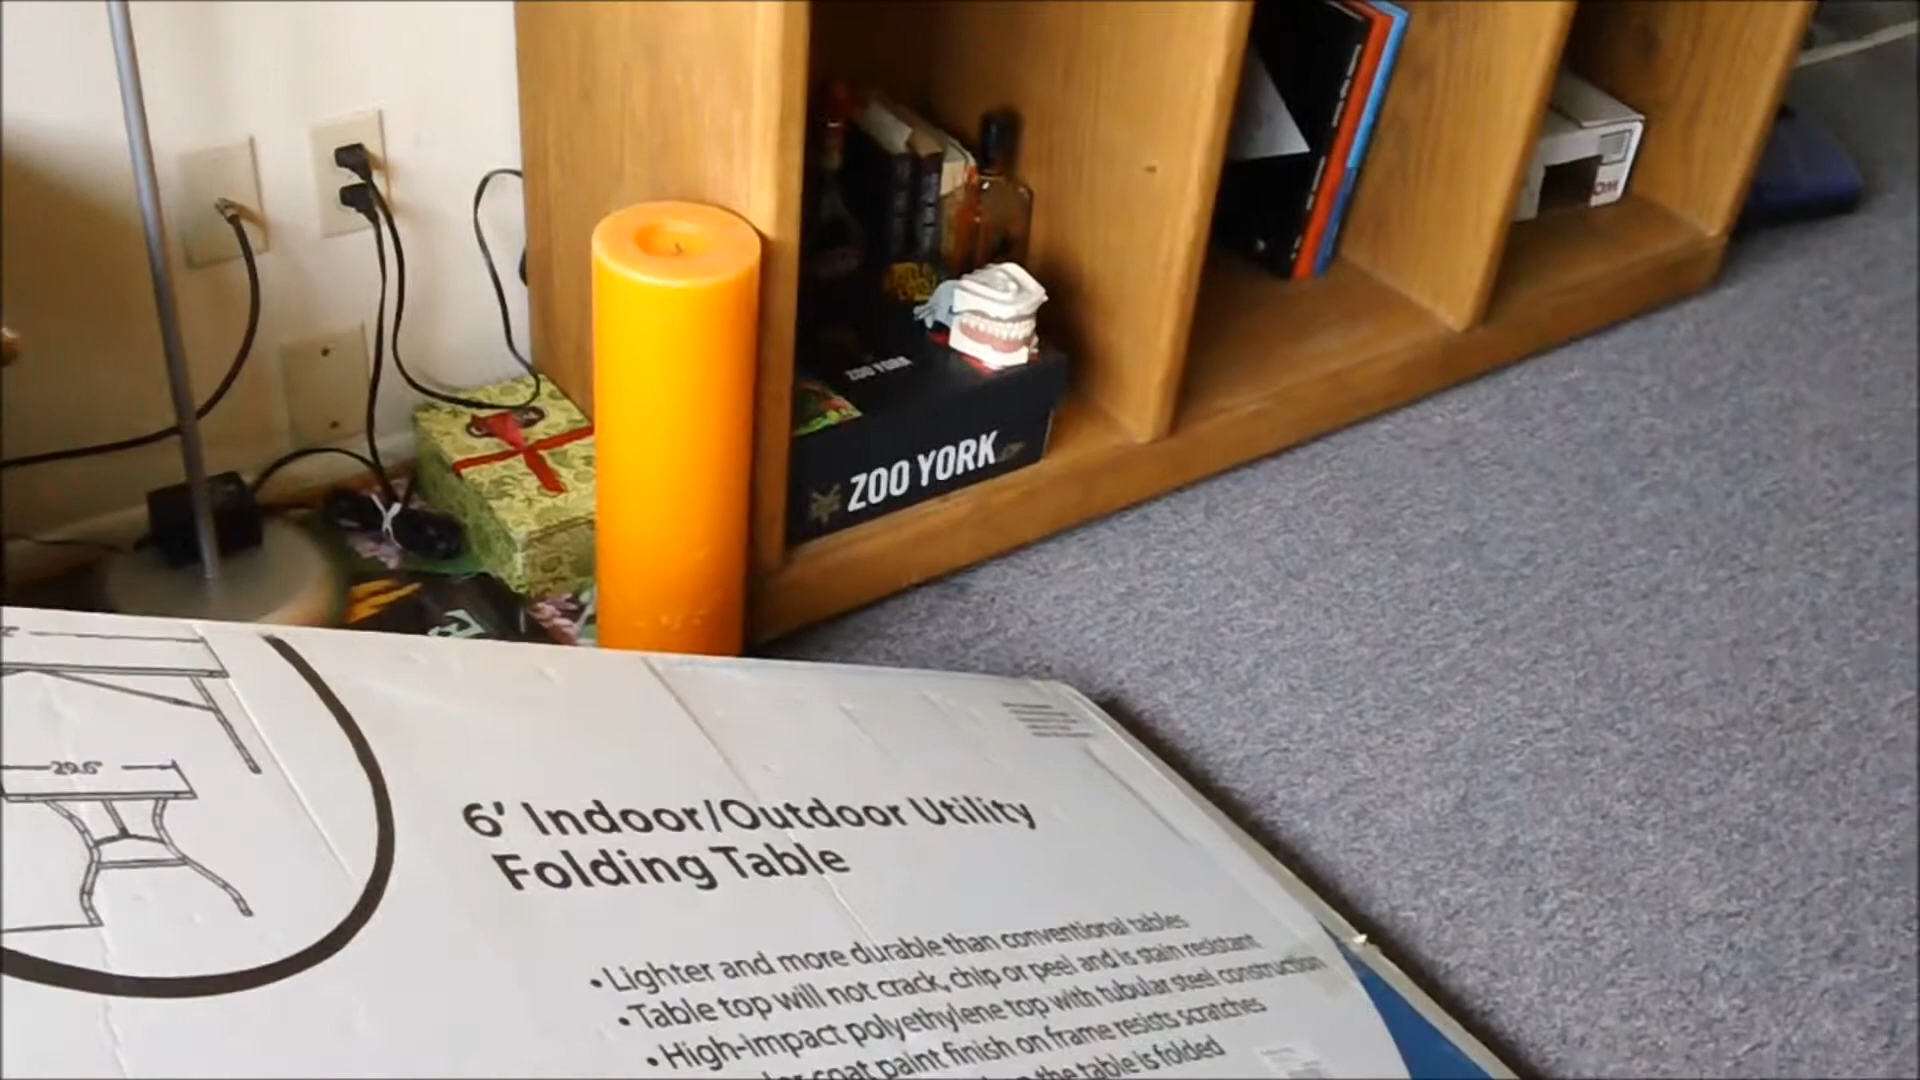 ZOO YORK
ZOO YORK
29.6"
6' Indoor/Outdoor Utility
Folding Table
• Lighter and more durable than conventional tables
• Table top will not crack, chip or peel and is stain resistant
• High-impact polyethylene top with tubular steel construction
coat paint finish on frame resists scratches
the table is folded